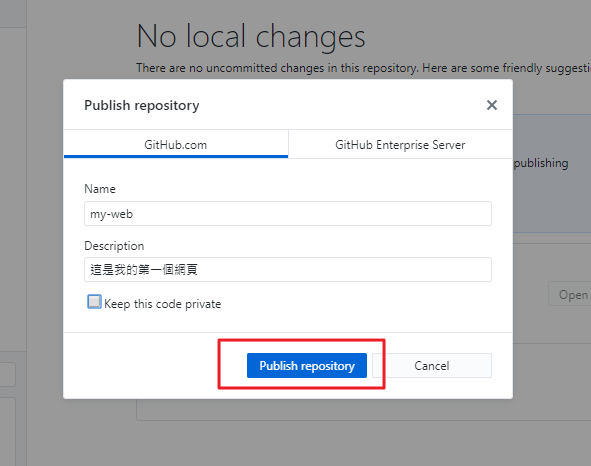 No local changes
There are no uncommitted changes in this repository. Here are some friendly
Publish repository
GitHub.com
GitHub Enterprise Server
publishing
Name
my-web
Description
這是我的第一個網頁
Open
Keep this code private
Publish repository
Cancel